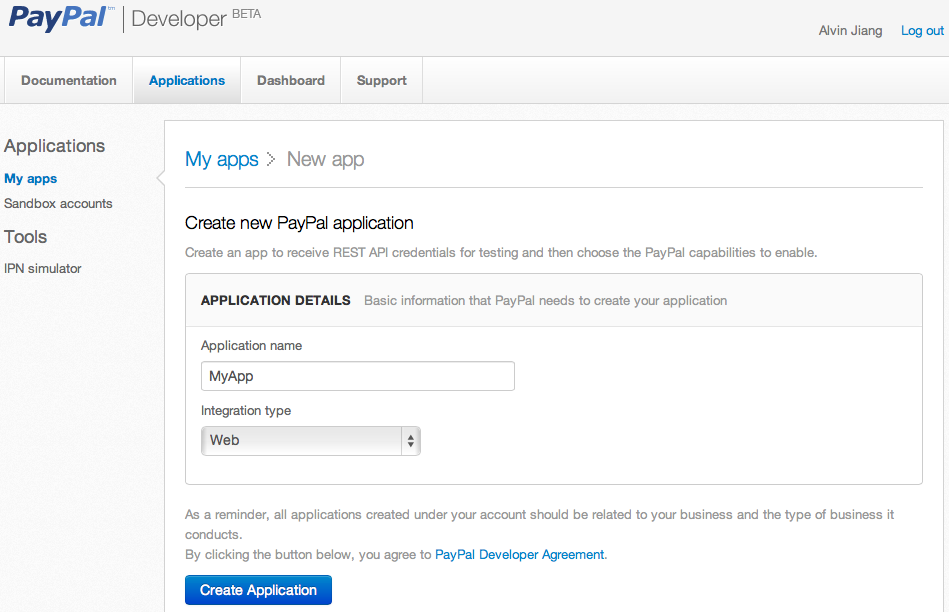 PayPal™ | Developer BETA
Alvin Jiang Log out
Documentation Applications Dashboard Support
Applications
My apps
Sandbox accounts
Tools
IPN simulator
My apps > New app
Create new PayPal application
Create an app to receive REST API credentials for testing and then choose the PayPal capabilities to enable.
APPLICATION DETAILS Basic information that PayPal needs to create your application
Application name
MyApp
Integration type
Web
As a reminder, all applications created under your account should be related to your business and the type of business it
conducts.
By clicking the button below, you agree to PayPal Developer Agreement.
Create Application